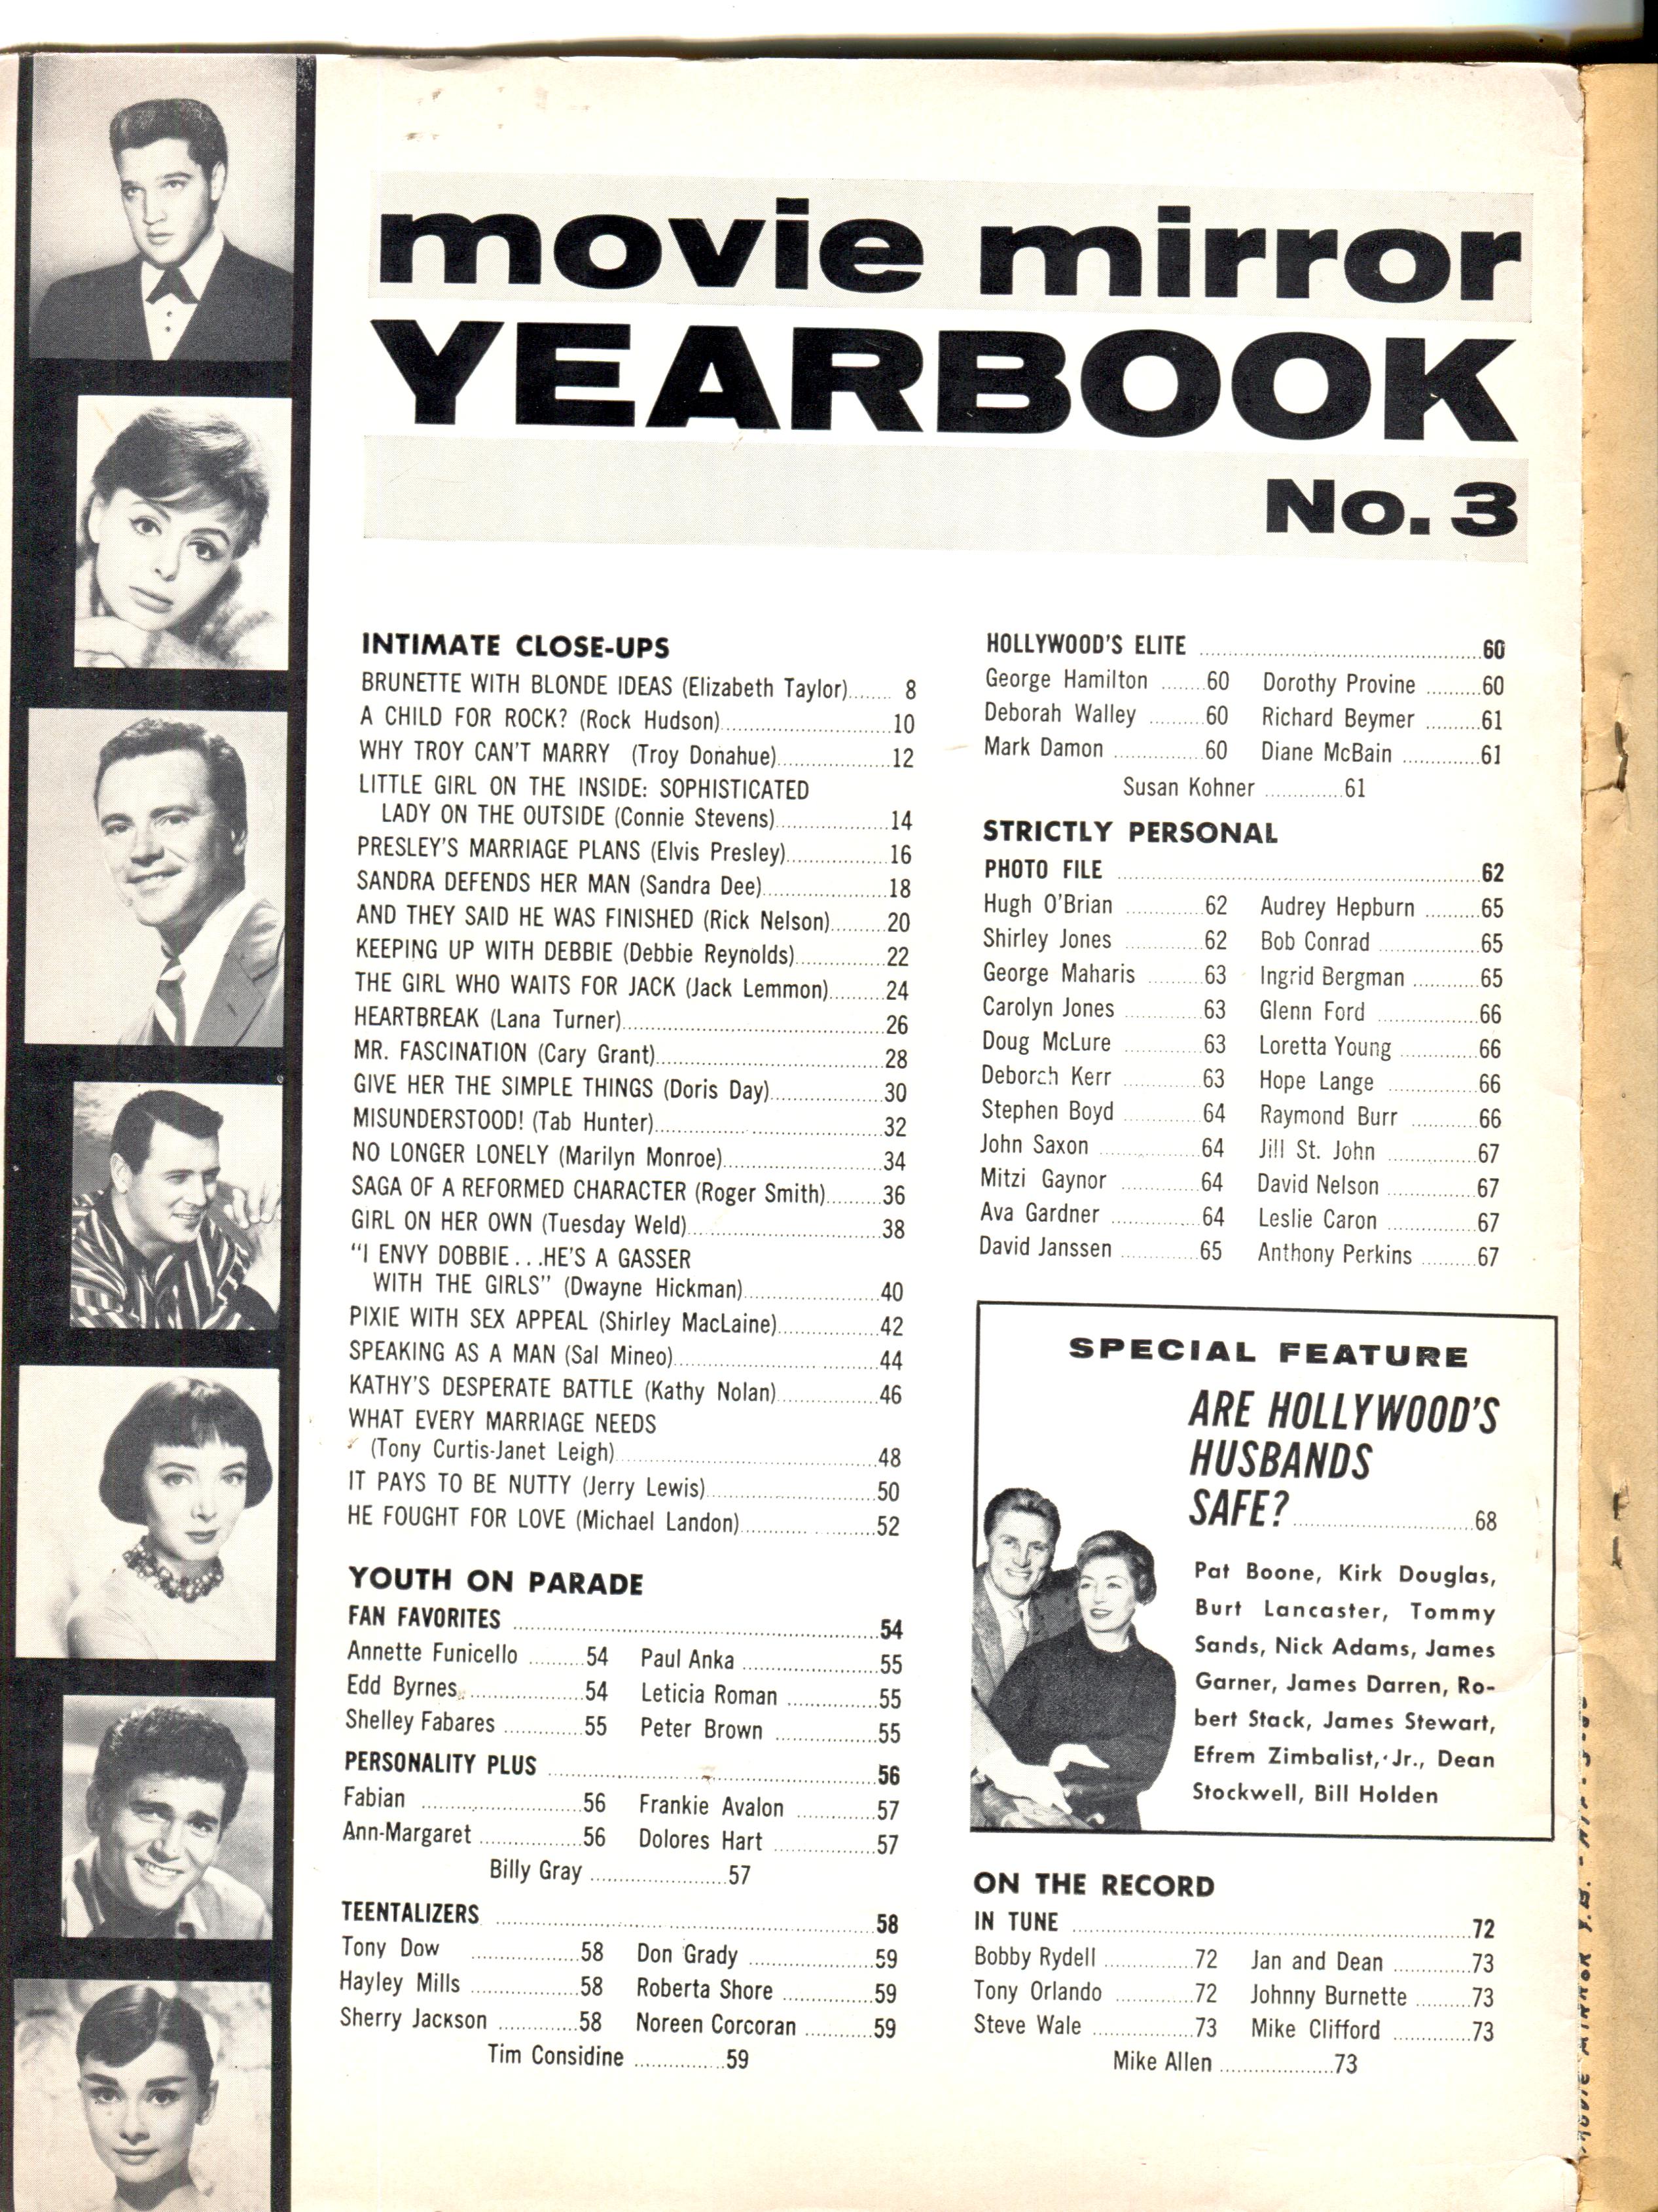 movie mirror
YEARBOOK
No. 3
INTIMATE CLOSE-UPS
BRUNETTE WITH BLONDE IDEAS (Elizabeth Taylor)........ 8
A CHILD FOR ROCK? (Rock Hudson)........10
WHY TROY CAN'T MARRY (Troy Donahue)........12
LITTLE GIRL ON THE INSIDE: SOPHISTICATED
LADY ON THE OUTSIDE (Connie Stevens)........14
PRESLEY'S MARRIAGE PLANS (Elvis Presley)........16
SANDRA DEFENDS HER MAN (Sandra Dee)........18
AND THEY SAID HE WAS FINISHED (Rick Nelson)........20
KEEPING UP WITH DEBBIE (Debbie Reynolds)........22
THE GIRL WHO WAITS FOR JACK (Jack Lemmon)........24
HEARTBREAK (Lana Turner)........26
MR. FASCINATION (Cary Grant)........28
GIVE HER THE SIMPLE THINGS (Doris Day)........30
MISUNDERSTOOD! (Tab Hunter)........32
NO LONGER LONELY (Marilyn Monroe)........34
SAGA OF A REFORMED CHARACTER (Roger Smith)........36
GIRL ON HER OWN (Tuesday Weld)........38
"I ENVY DOBBIE...HE'S A GASSER
WITH THE GIRLS" (Dwayne Hickman)........40
PIXIE WITH SEX APPEAL (Shirley MacLaine)........42
SPEAKING AS A MAN (Sal Mineo)........44
KATHY'S DESPERATE BATTLE (Kathy Nolan)........46
WHAT EVERY MARRIAGE NEEDS
(Tony Curtis-Janet Leigh)........48
IT PAYS TO BE NUTTY (Jerry Lewis)........50
HE FOUGHT FOR LOVE (Michael Landon)........52
YOUTH ON PARADE
FAN FAVORITES ........54
Annette Funicello ........54 Paul Anka ........55
Edd Byrnes ........54 Leticia Roman ........55
Shelley Fabares ........55 Peter Brown ........55
PERSONALITY PLUS ........56
Fabian ........56 Frankie Avalon ........57
Ann-Margaret ........56 Dolores Hart ........57
Billy Gray ........57
TEENTALIZERS ........58
Tony Dow ........58 Don Grady ........59
Hayley Mills ........58 Roberta Shore ........59
Sherry Jackson ........58 Noreen Corcoran ........59
Tim Considine ........59
HOLLYWOOD'S ELITE ........60
George Hamilton ........60 Dorothy Provine ........60
Deborah Walley ........60 Richard Beymer ........61
Mark Damon ........60 Diane McBain ........61
Susan Kohner ........61
STRICTLY PERSONAL
PHOTO FILE ........62
Hugh O'Brian ........62 Audrey Hepburn ........65
Shirley Jones ........62 Bob Conrad ........65
George Maharis ........63 Ingrid Bergman ........65
Carolyn Jones ........63 Glenn Ford ........66
Doug McLure ........63 Loretta Young ........66
Deborah Kerr ........63 Hope Lange ........66
Stephen Boyd ........64 Raymond Burr ........66
John Saxon ........64 Jill St. John ........67
Mitzi Gaynor ........64 David Nelson ........67
Ava Gardner ........64 Leslie Caron ........67
David Janssen ........65 Anthony Perkins ........67
SPECIAL FEATURE
ARE HOLLYWOOD'S
HUSBANDS
SAFE? ........68
Pat Boone, Kirk Douglas,
Burt Lancaster, Tommy
Sands, Nick Adams, James
Garner, James Darren, Ro-
bert Stack, James Stewart,
Efrem Zimbalist, Jr., Dean
Stockwell, Bill Holden
ON THE RECORD
IN TUNE ........72
Bobby Rydell ........72 Jan and Dean ........73
Tony Orlando ........72 Johnny Burnette ........73
Steve Wale ........73 Mike Clifford ........73
Mike Allen ........73